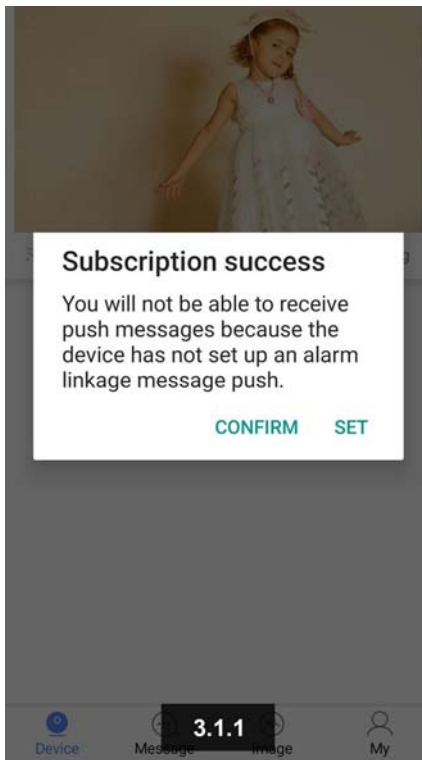 Subscription success
You will not be able to receive
push messages because the
device has not set up an alarm
linkage message push.
CONFIRM SET
3.1.1
Device Message Image My